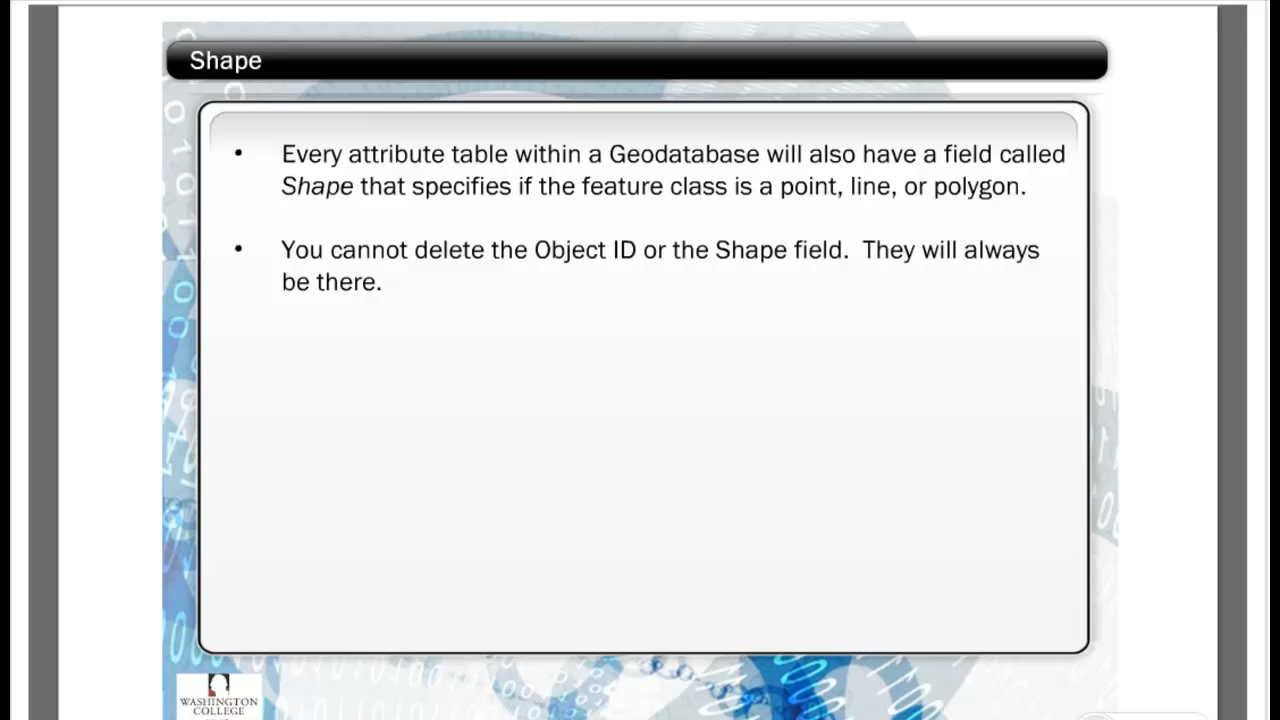 Shape
• Every attribute table within a Geodatabase will also have a field called
Shape that specifies if the feature class is a point, line, or polygon.
• You cannot delete the Object ID or the Shape field.  They will always
be there.
WASHINGTON
COLLEGE